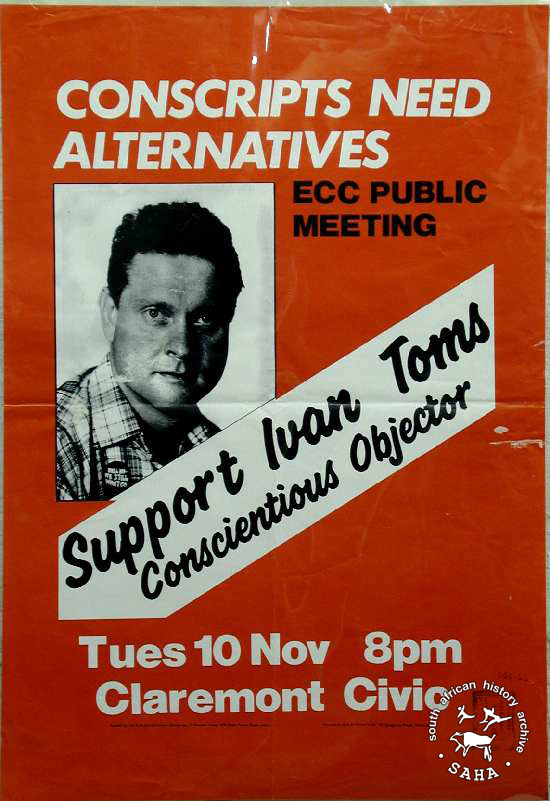 CONSCRIPTS NEED
ALTERNATIVES
ECC PUBLIC
MEETING
Support Ivan Toms
Conscientious Objector
Tues 10 Nov 8pm
Claremont Civic
south african history archive
· SAHA ·